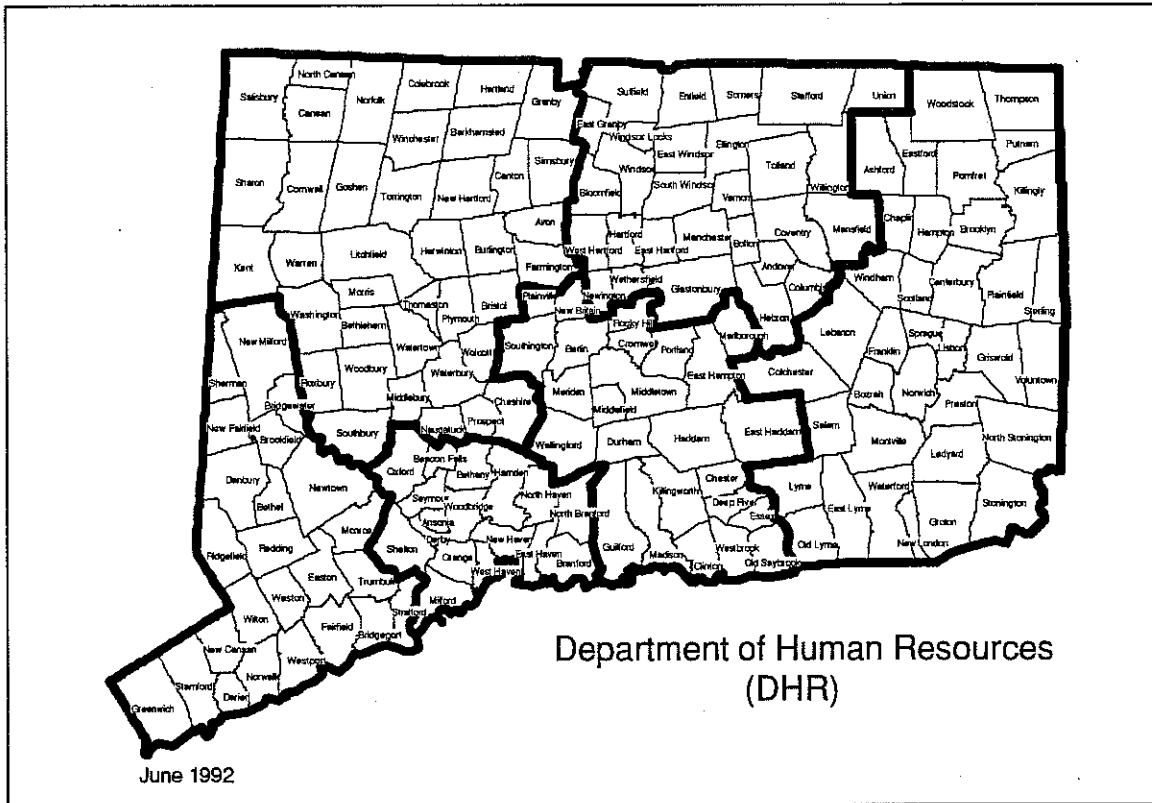 North Canaan
Colebrook
Hartland
Suffield
Enfield
Somers
Stafford
Union
Salisbury
Norfolk
Granby
Woodstock
Thompson
Canaan
East Granby
Winchester
Barkhamsted
Windsor Locks
Ellington
Putnam
Simsbury
East Windsor
Eastford
Canton
Windsor
Tolland
Ashford
Pomfret
Sharon
Cornwall
Goshen
Torrington
New Hartford
Bloomfield
South Windsor
Vernon
Willington
Killingly
Avon
Hartford
Manchester
Coventry
Mansfield
Chaplin
Hampton
Brooklyn
Litchfield
Harwinton
Burlington
West Hartford
East Hartford
Bolton
Kent
Warren
Farmington
Wethersfield
Andover
Windham
Canterbury
Morris
Plainville
Newington
Glastonbury
Columbia
Scotland
Plainfield
Washington
Thomaston
Bristol
New Britain
Hebron
Sterling
Bethlehem
Plymouth
Rocky Hill
Lebanon
Sprague
New Milford
Watertown
Wolcott
Southington
Berlin
Cromwell
Portland
Marlborough
Franklin
Lisbon
Griswold
Woodbury
Waterbury
East Hampton
Colchester
Voluntown
Sherman
Roxbury
Middlebury
Cheshire
Meriden
Middletown
Bozrah
Norwich
Preston
Bridgewater
Middlefield
New Fairfield
Southbury
Naugatuck
Prospect
East Haddam
Salem
Brookfield
Wallingford
Durham
Haddam
Montville
North Stonington
Oxford
Beacon Falls
Bethany
Hamden
Ledyard
Danbury
Newtown
Seymour
North Haven
Killingworth
Chester
Lyme
Waterford
Bethel
Woodbridge
North Branford
Deep River
East Lyme
Stonington
Monroe
Ansonia
Essex
Groton
Ridgefield
Redding
Derby
New Haven
Shelton
Orange
East Haven
Guilford
Madison
Westbrook
Old Lyme
New London
Easton
Trumbull
West Haven
Branford
Clinton
Old Saybrook
Weston
Milford
Wilton
Stratford
Fairfield
Bridgeport
New Canaan
Westport
Norwalk
Stamford
Darien
Greenwich
Department of Human Resources
(DHR)
June 1992